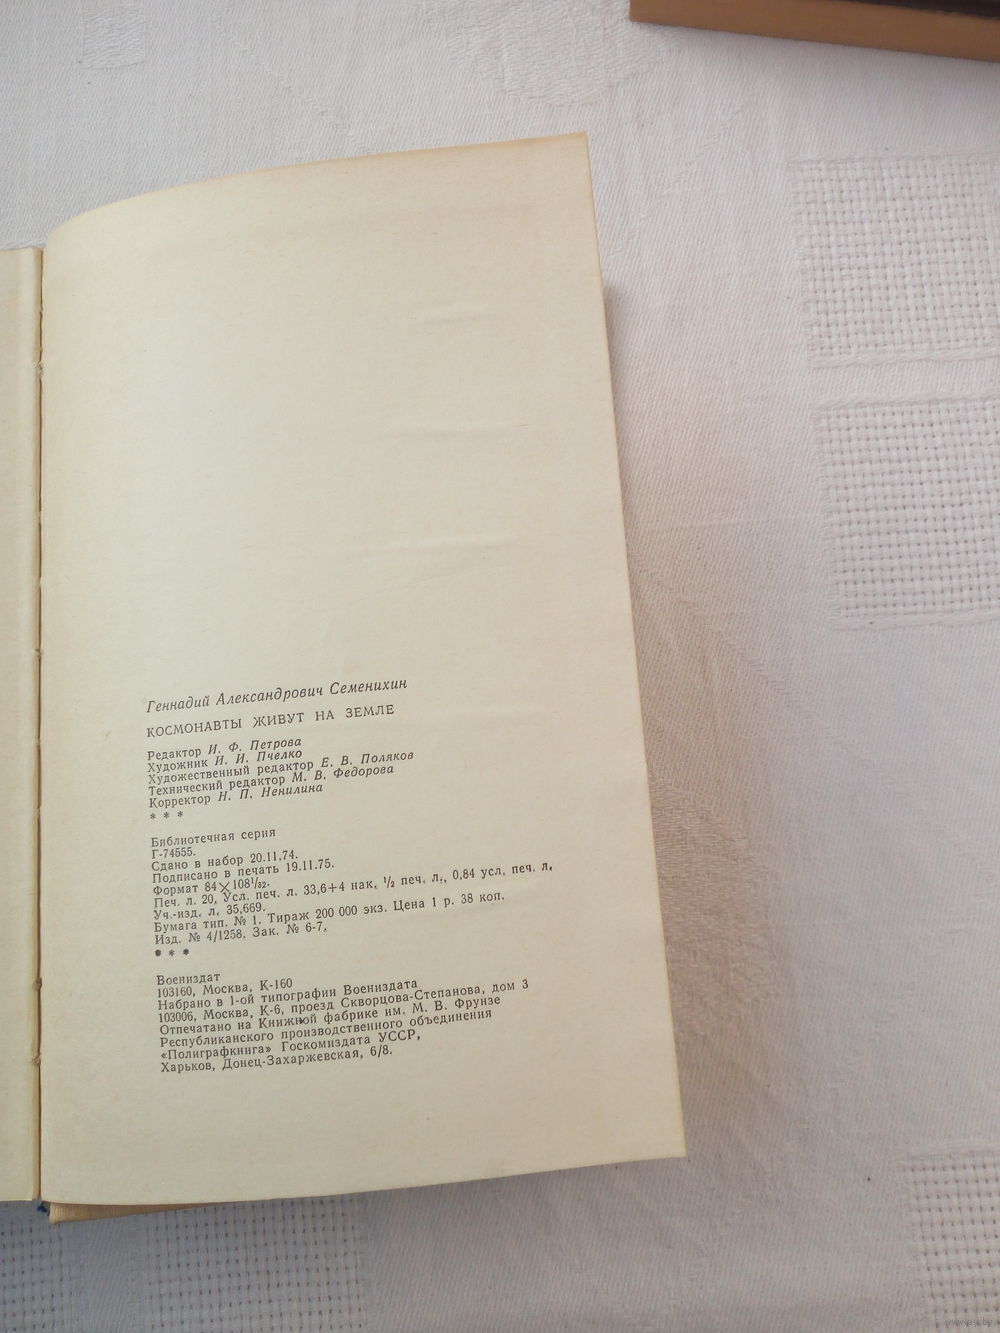 Геннадий Александрович Семенихин
КОСМОНАВТЫ ЖИВУТ НА ЗЕМЛЕ
Редактор И. Ф. Петрова
Художник И. И. Пчелко
Художественный редактор Е. В. Поляков
Технический редактор М. В. Федорова
Корректор Н. П. Ненилина
* * *
Библиотечная серия
Г-74555.
Сдано в набор 20.11.74.
Подписано в печать 19.11.75.
Формат 84×108¹/₃₂.
Печ. л. 20, Усл. печ. л. 33,6+4 нак. ¹/₂ печ. л., 0,84 усл. печ. л.
Уч.-изд. л. 35,669.
Бумага тип. № 1. Тираж 200 000 экз. Цена 1 р. 38 коп.
Изд. № 4/1258. Зак. № 6-7.
* * *
Воениздат
103160, Москва, К-160
Набрано в 1-ой типографии Воениздата
103006, Москва, К-6, проезд Скворцова-Степанова, дом 3
Отпечатано на Книжной фабрике им. М. В. Фрунзе
Республиканского производственного объединения
«Полиграфкнига» Госкомиздата УССР,
Харьков, Донец-Захаржевская, 6/8.